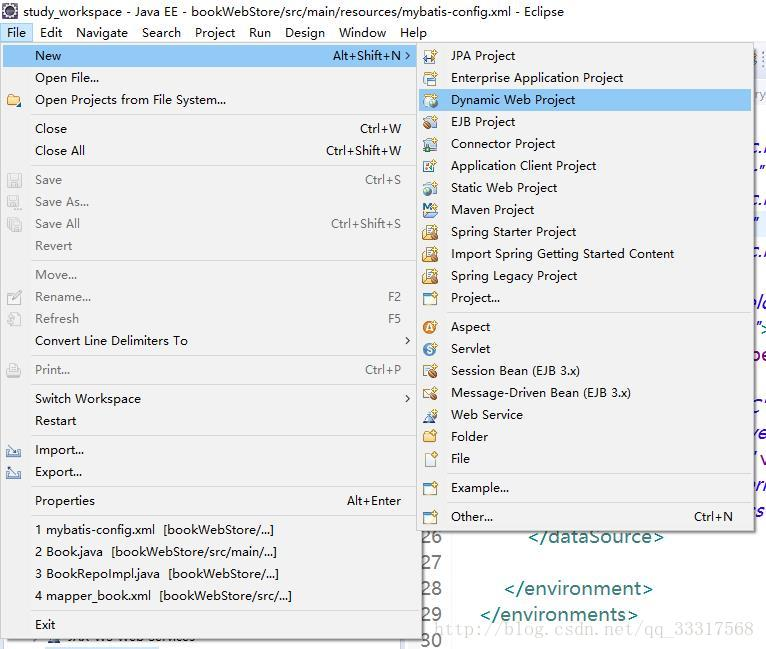 study_workspace - Java EE - bookWebStore/src/main/resources/mybatis-config.xml - Eclipse
File Edit Navigate Search Project Run Design Window Help
New Alt+Shift+N >
Open File...
Open Projects from File System...
Close Ctrl+W
Close All Ctrl+Shift+W
Save Ctrl+S
Save As...
Save All Ctrl+Shift+S
Revert
Move...
Rename... F2
Refresh F5
Convert Line Delimiters To >
Print... Ctrl+P
Switch Workspace >
Restart
Import...
Export...
Properties Alt+Enter
1 mybatis-config.xml [bookWebStore/...]
2 Book.java [bookWebStore/src/main/...]
3 BookRepoImpl.java [bookWebStore/...]
4 mapper_book.xml [bookWebStore/src/...]
Exit
JPA Project
Enterprise Application Project
Dynamic Web Project
EJB Project
Connector Project
Application Client Project
Static Web Project
Maven Project
Spring Starter Project
Import Spring Getting Started Content
Spring Legacy Project
Project...
Aspect
Servlet
Session Bean (EJB 3.x)
Message-Driven Bean (EJB 3.x)
Web Service
Folder
File
Example...
Other... Ctrl+N
26 </dataSource>
27
28 </environment>
29 </environments>
30
http://blog.csdn.net/qq_33317568